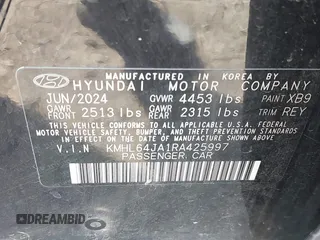 MANUFACTURED IN KOREA BY
HYUNDAI MOTOR COMPANY
JUN/2024 GVWR 4453 lbs PAINT XB9
GAWR FRONT 2513 lbs GAWR REAR 2315 lbs TRIM REY
THIS VEHICLE CONFORMS TO ALL APPLICABLE FEDERAL
MOTOR VEHICLE SAFETY, BUMPER, AND THEFT
PREVENTION STANDARDS IN EFFECT ON THE
DATE OF MANUFACTURE SHOWN ABOVE.
V.I.N KMHL64JA1RA425997
PASSENGER CAR
DREAMBID